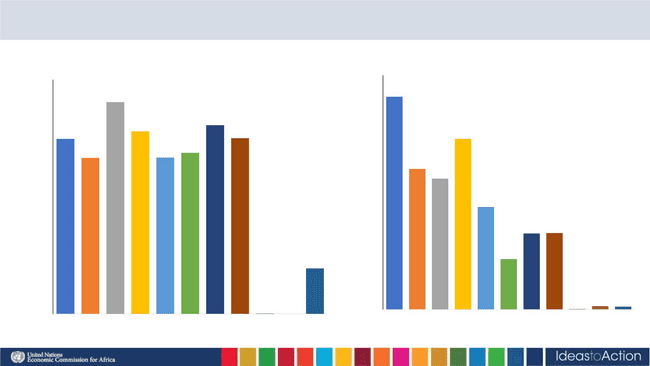 United Nations
Economic Commission for Africa
IdeastoAction